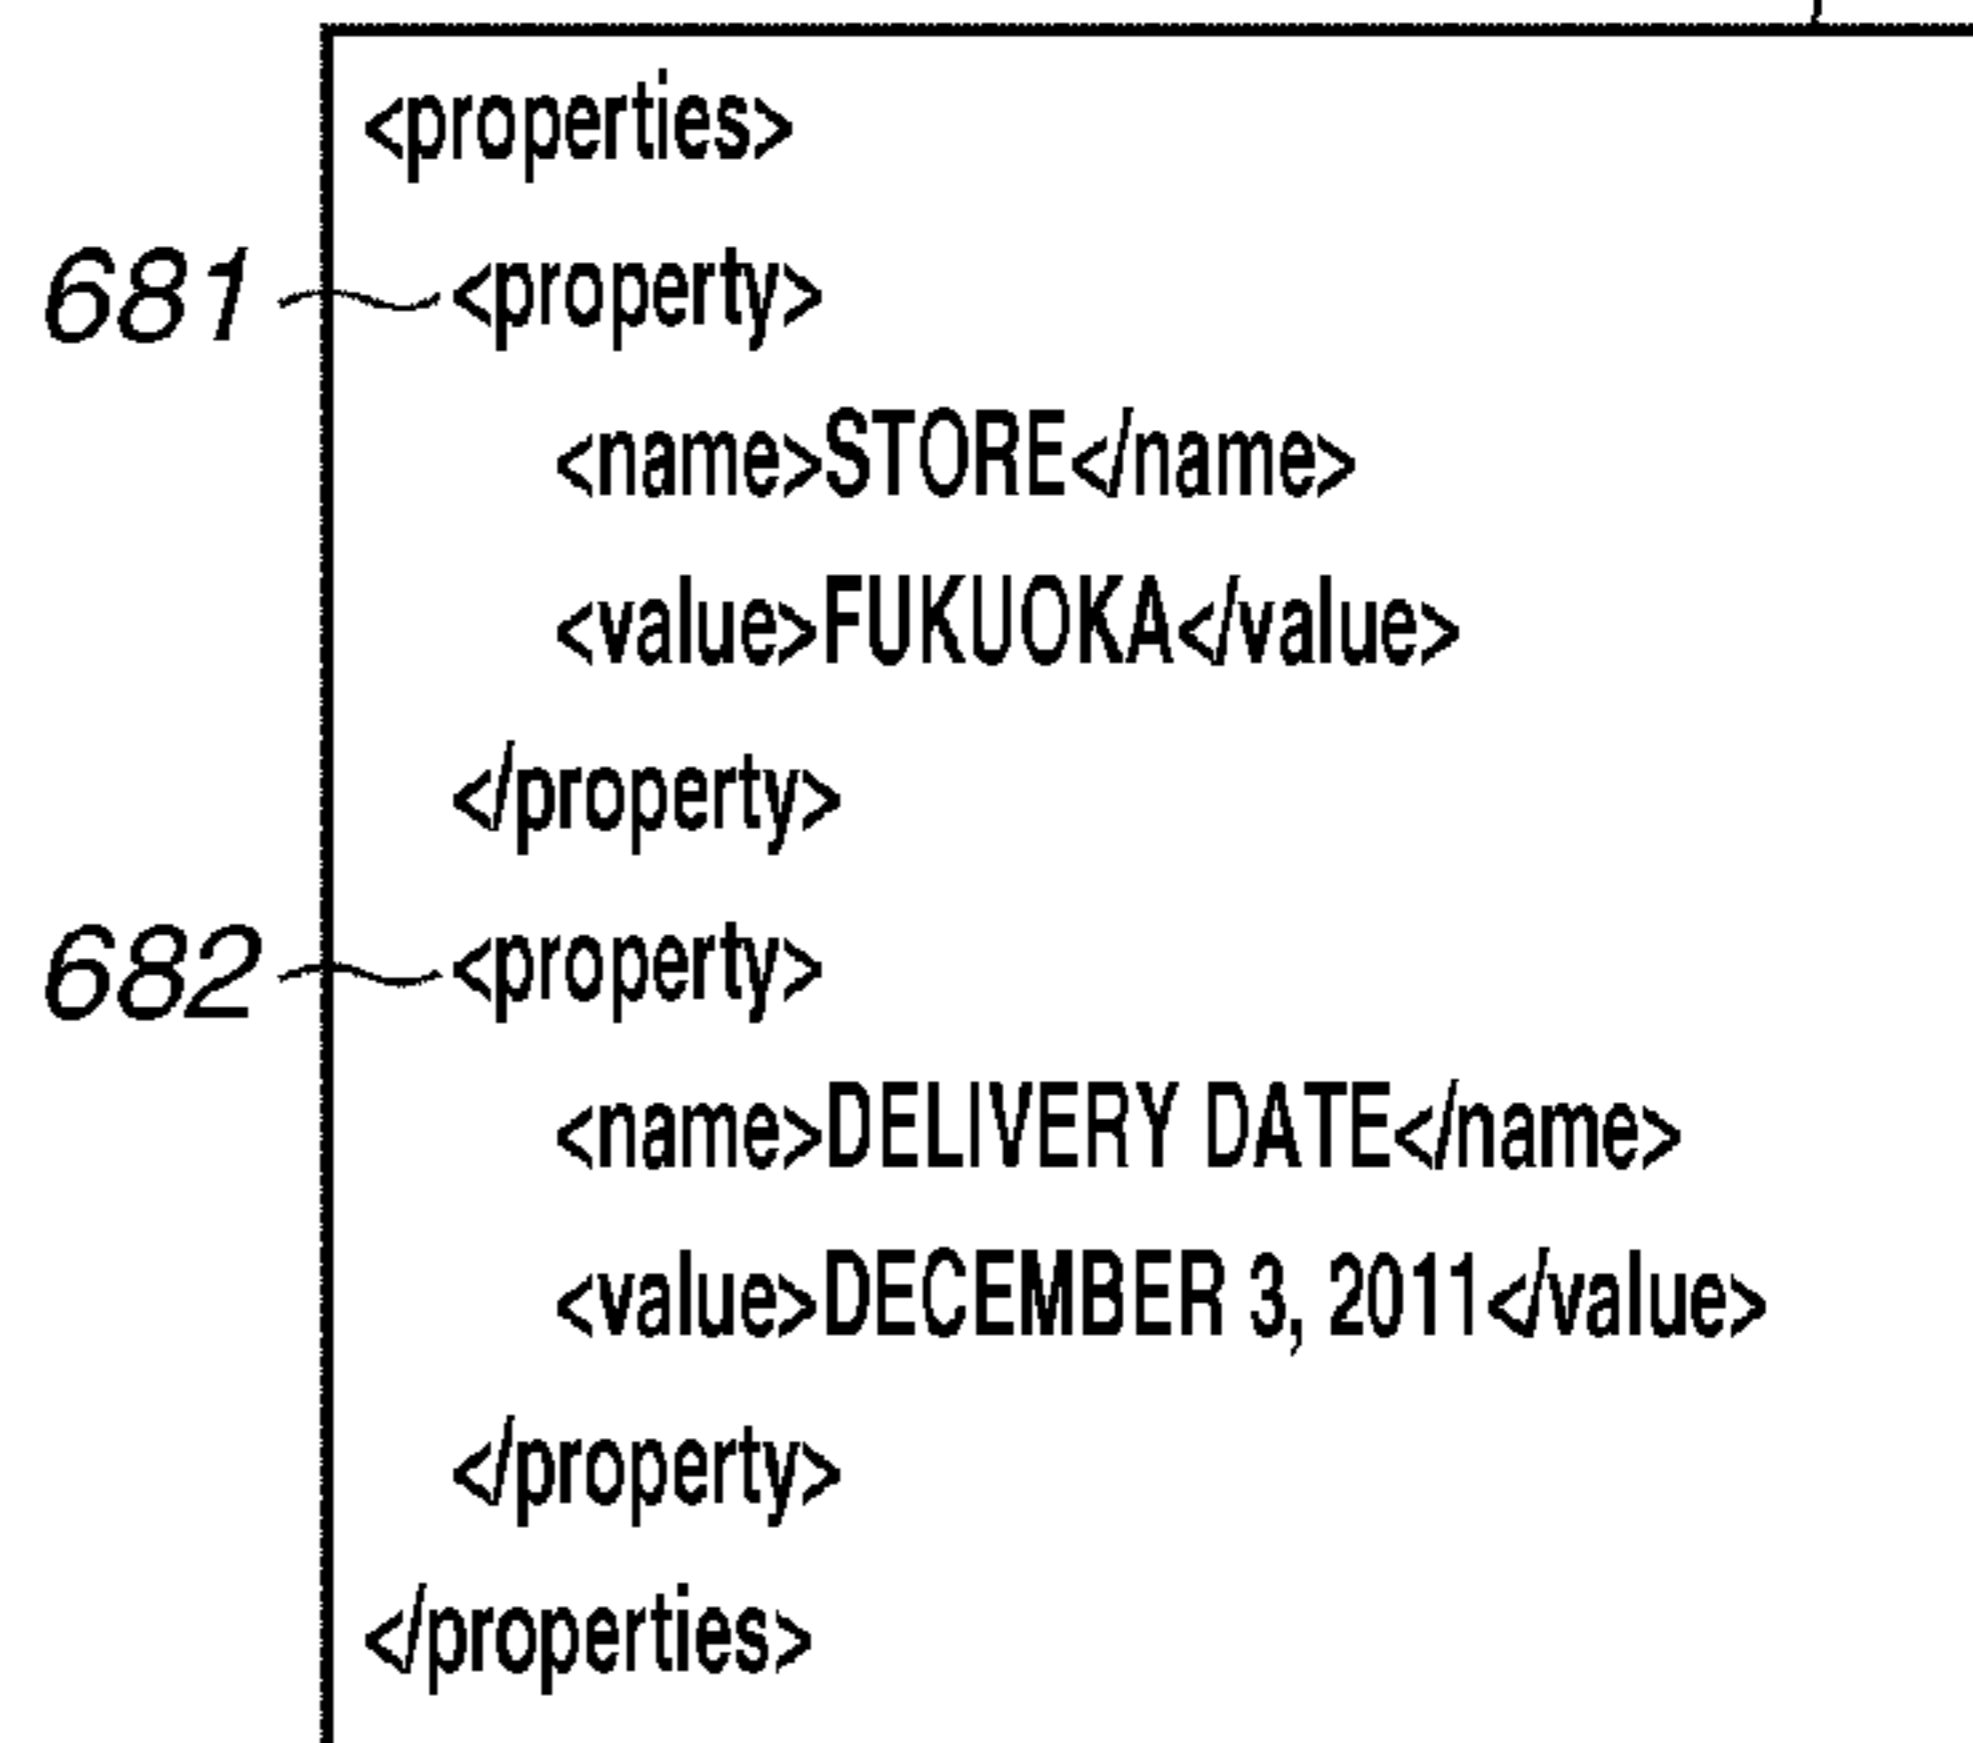 <properties>
681 <property>
<name>STORE</name>
<value>FUKUOKA</value>
</property>
682 <property>
<name>DELIVERY DATE</name>
<value>DECEMBER 3, 2011</value>
</property>
</properties>